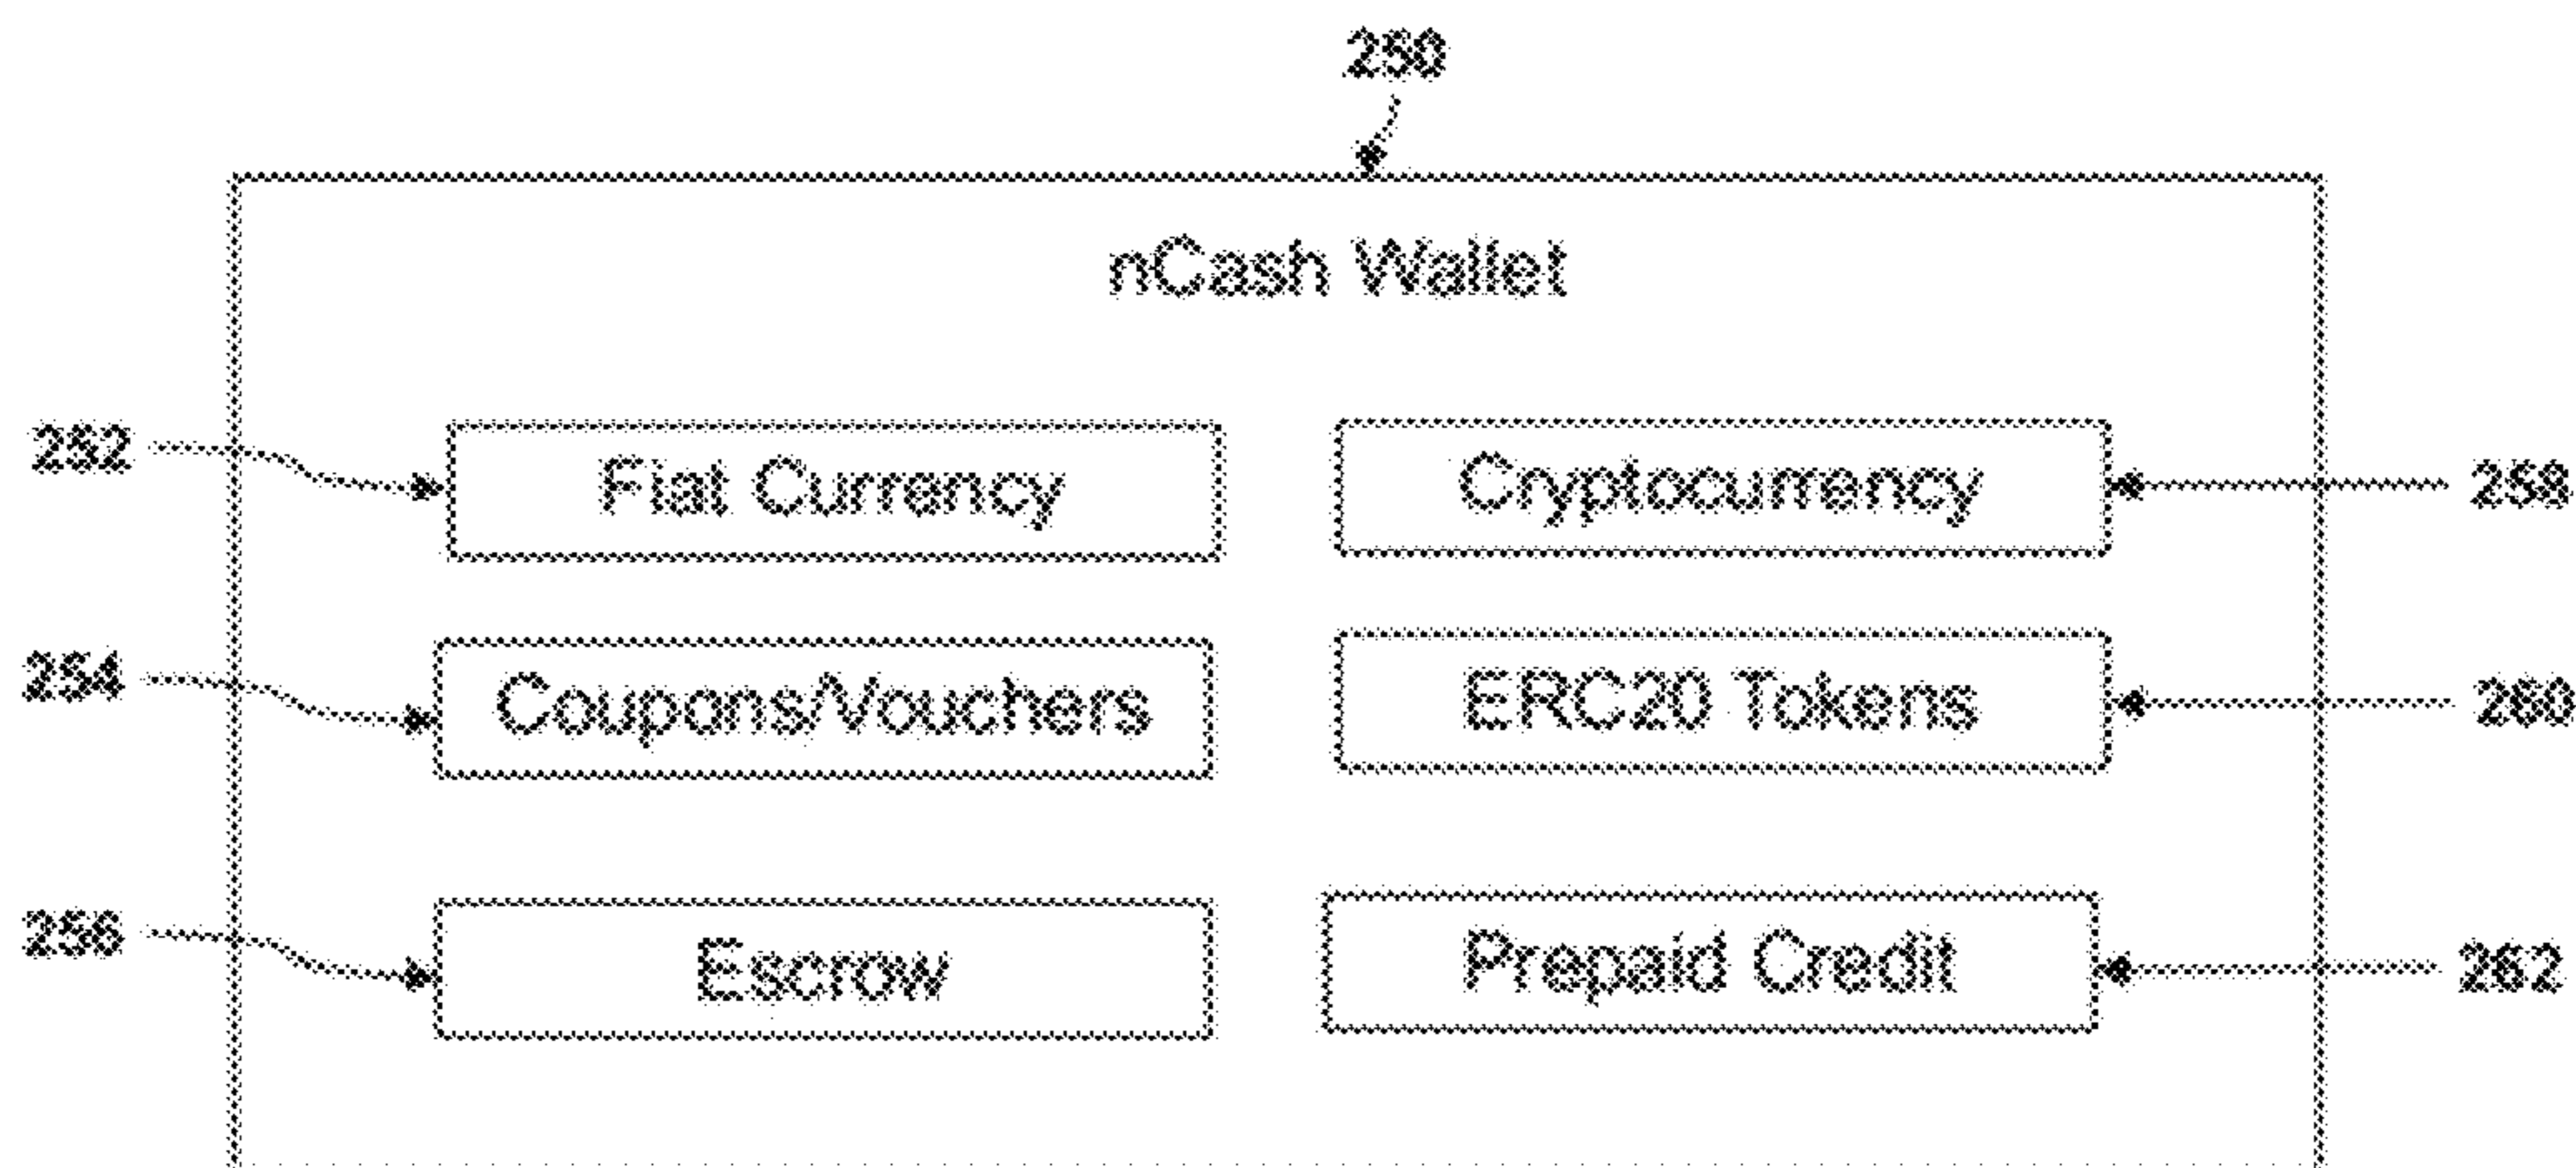 250
nCash Wallet
252 Fiat Currency Cryptocurrency 258
254 Coupons/Vouchers ERC20 Tokens 260
256 Escrow Prepaid Credit 262